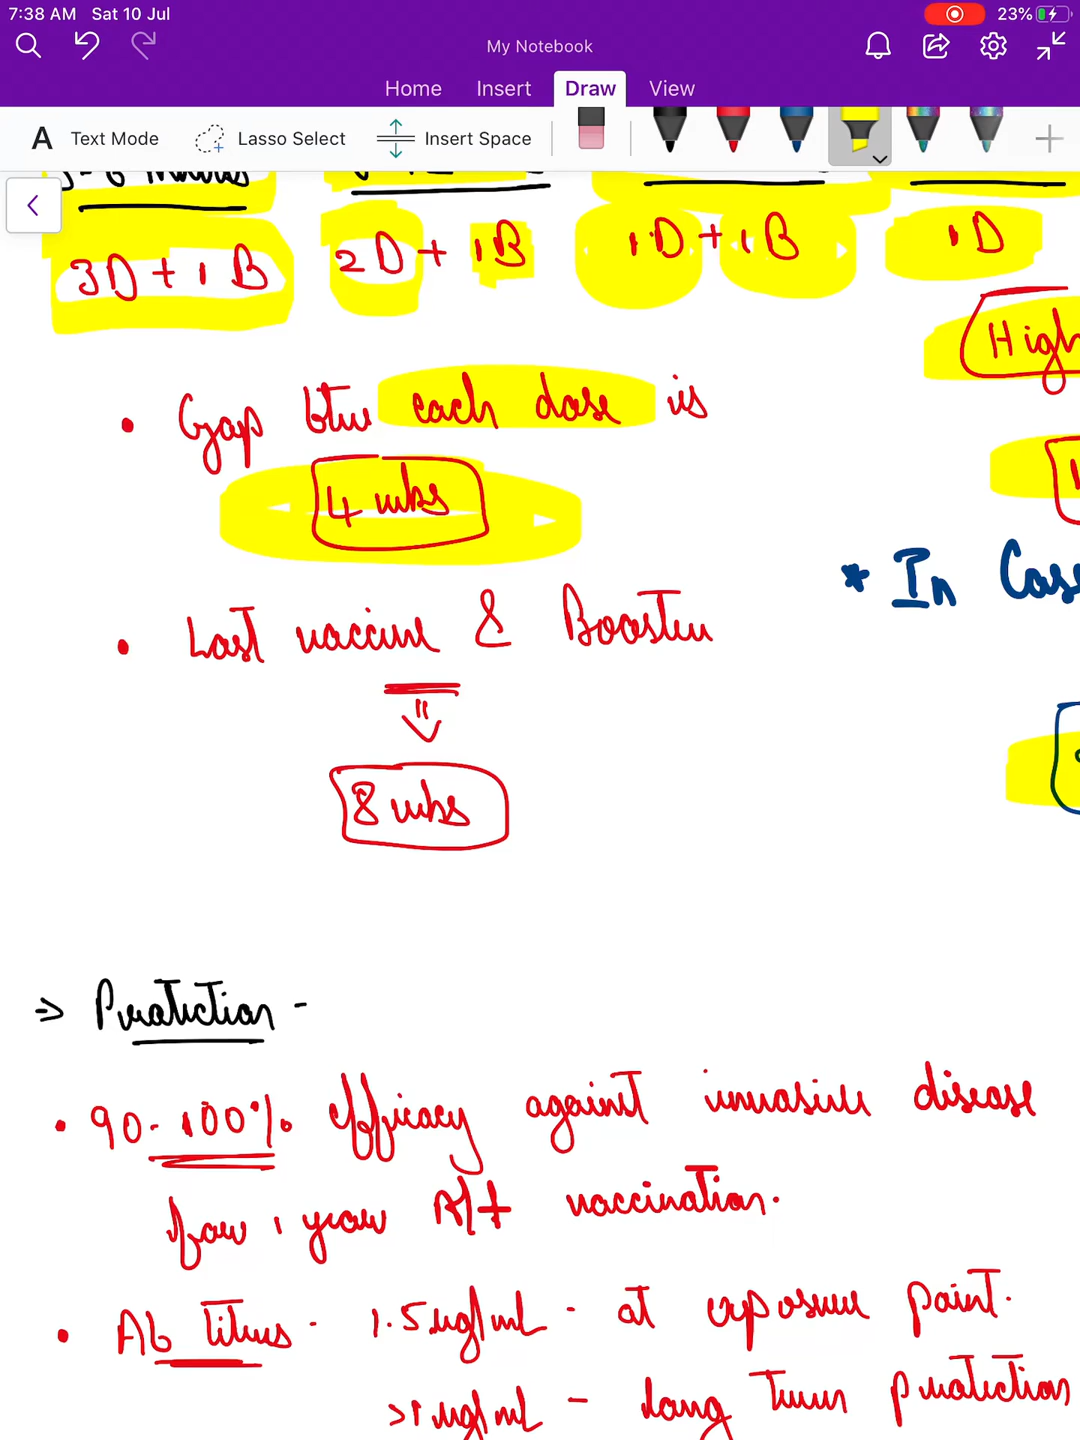 7:38 AM Sat 10 Jul
23%
My Notebook
Home Insert Draw View
A Text Mode Lasso Select Insert Space
6
3D + 1B 2D + 1B 1D + 1B 1D
High
• Gap btw each dose is
4 wks
* In Case
• Last vaccine & Booster
8 wks
⇒ Protection -
• 90-100% efficacy against invasive disease
for 1 year Aft vaccination.
• Ab titres - 1.5 ug/ml - at exposure point.
>1 ug/ml - long term protection